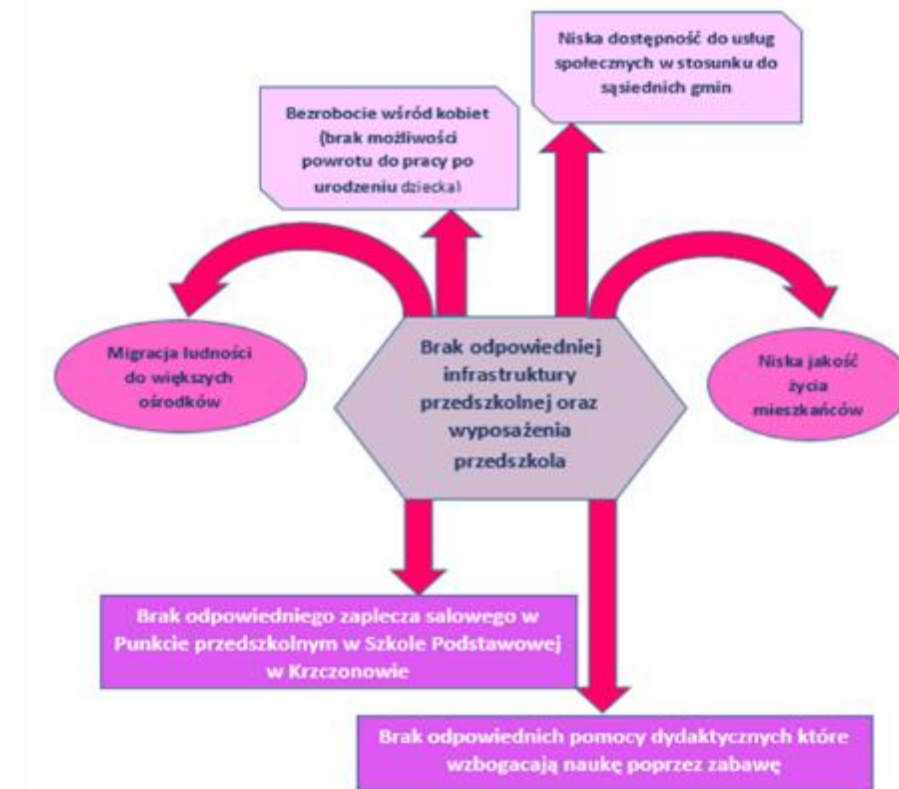 Niska dostępność do usług
społecznych w stosunku do
sąsiednich gmin
Bezrobocie wśród kobiet
(brak możliwości
powrotu do pracy po
urodzeniu dziecka)
Migracja ludności
do większych
ośrodków
Brak odpowiedniej
infrastruktury
przedszkolnej oraz
wyposażenia
przedszkola
Niska jakość
życia
mieszkańców
Brak odpowiedniego zaplecza salowego w
Punkcie przedszkolnym w Szkole Podstawowej
w Krzczonowie
Brak odpowiednich pomocy dydaktycznych które
wzbogacają naukę poprzez zabawę